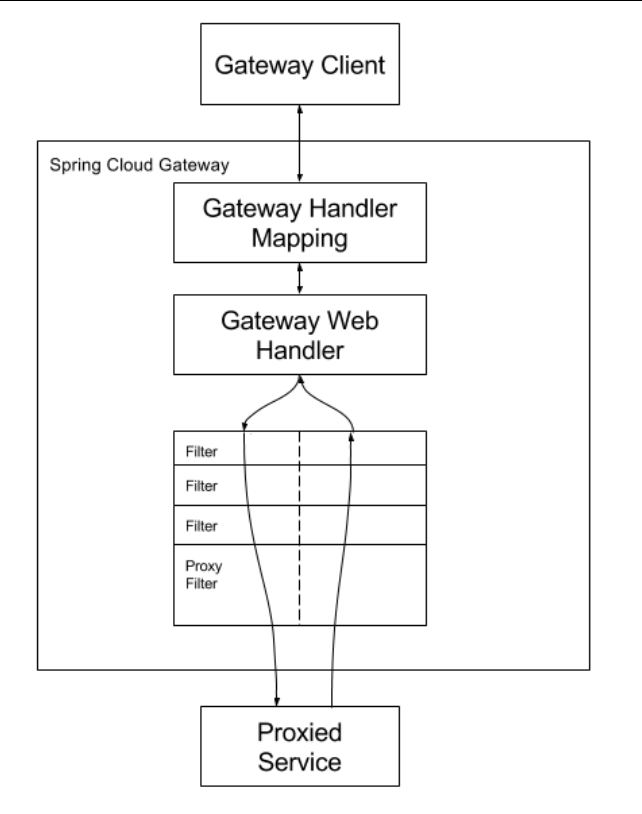 Gateway Client
Spring Cloud Gateway
Gateway Handler
Mapping
Gateway Web
Handler
Filter
Filter
Filter
Proxy
Filter
Proxied
Service